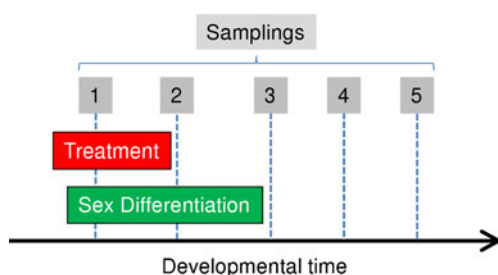 Samplings
1 2 3 4 5
Treatment
Sex Differentiation
Developmental time